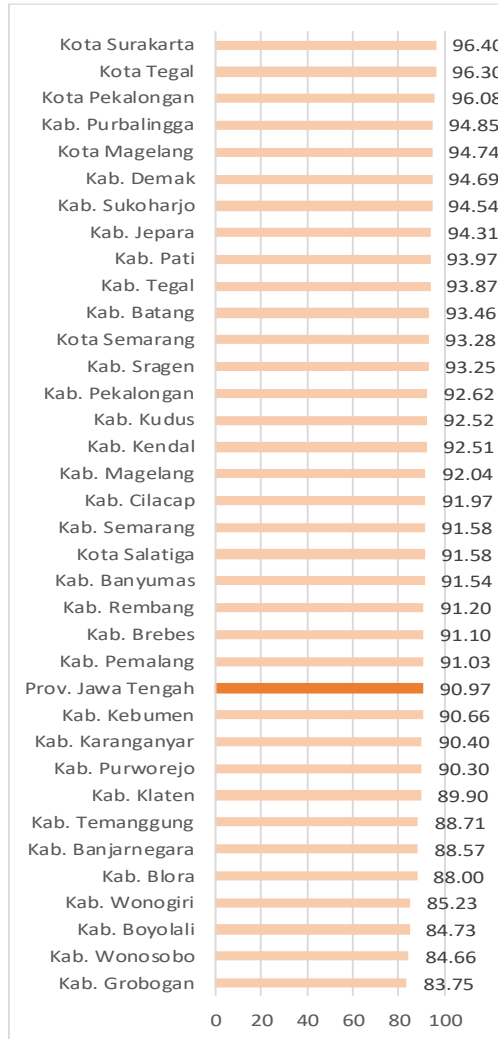 Kota Surakarta 96.40
Kota Tegal 96.30
Kota Pekalongan 96.08
Kab. Purbalingga 94.85
Kota Magelang 94.74
Kab. Demak 94.69
Kab. Sukoharjo 94.54
Kab. Jepara 94.31
Kab. Pati 93.97
Kab. Tegal 93.87
Kab. Batang 93.46
Kota Semarang 93.28
Kab. Sragen 93.25
Kab. Pekalongan 92.62
Kab. Kudus 92.52
Kab. Kendal 92.51
Kab. Magelang 92.04
Kab. Cilacap 91.97
Kab. Semarang 91.58
Kota Salatiga 91.58
Kab. Banyumas 91.54
Kab. Rembang 91.20
Kab. Brebes 91.10
Kab. Pemalang 91.03
Prov. Jawa Tengah 90.97
Kab. Kebumen 90.66
Kab. Karanganyar 90.40
Kab. Purworejo 90.30
Kab. Klaten 89.90
Kab. Temanggung 88.71
Kab. Banjarnegara 88.57
Kab. Blora 88.00
Kab. Wonogiri 85.23
Kab. Boyolali 84.73
Kab. Wonosobo 84.66
Kab. Grobogan 83.75
0 20 40 60 80 100